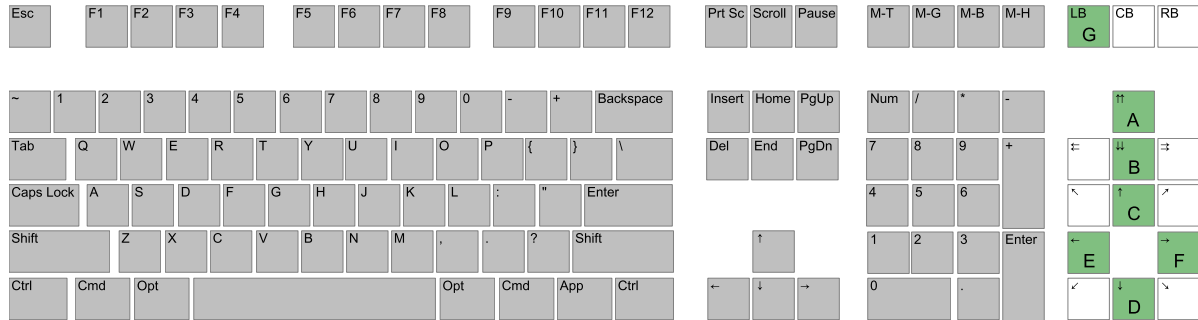 Esc F1 F2 F3 F4 F5 F6 F7 F8 F9 F10 F11 F12 Prt Sc Scroll Pause M-T M-G M-B M-H LB CB RB
G
~ 1 2 3 4 5 6 7 8 9 0 - + Backspace Insert Home PgUp Num / * - ⇈
A
Tab Q W E R T Y U I O P { } \ Del End PgDn 7 8 9 + ⇇ ⇊ ⇉
B
Caps Lock A S D F G H J K L : " Enter 4 5 6 ↖ ↑ ↗
C
Shift Z X C V B N M , . ? Shift ↑ 1 2 3 Enter ← →
E F
Ctrl Cmd Opt Opt Cmd App Ctrl ← ↓ → 0 . ↙ ↓ ↘
D